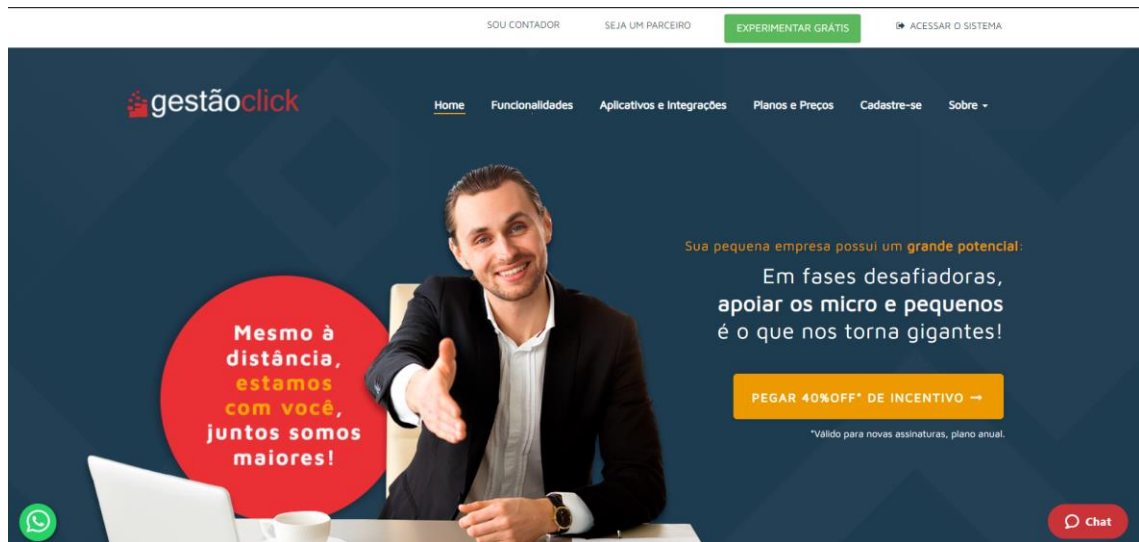 SOU CONTADOR
SEJA UM PARCEIRO
EXPERIMENTAR GRÁTIS
ACESSAR O SISTEMA
gestãoclick
Home
Funcionalidades
Aplicativos e Integrações
Planos e Preços
Cadastre-se
Sobre
Mesmo à
distância,
estamos
com você,
juntos somos
maiores!
Sua pequena empresa possui um grande potencial:
Em fases desafiadoras,
apoiar os micro e pequenos
é o que nos torna gigantes!
PEGAR 40%OFF* DE INCENTIVO →
*Válido para novas assinaturas, plano anual.
Chat